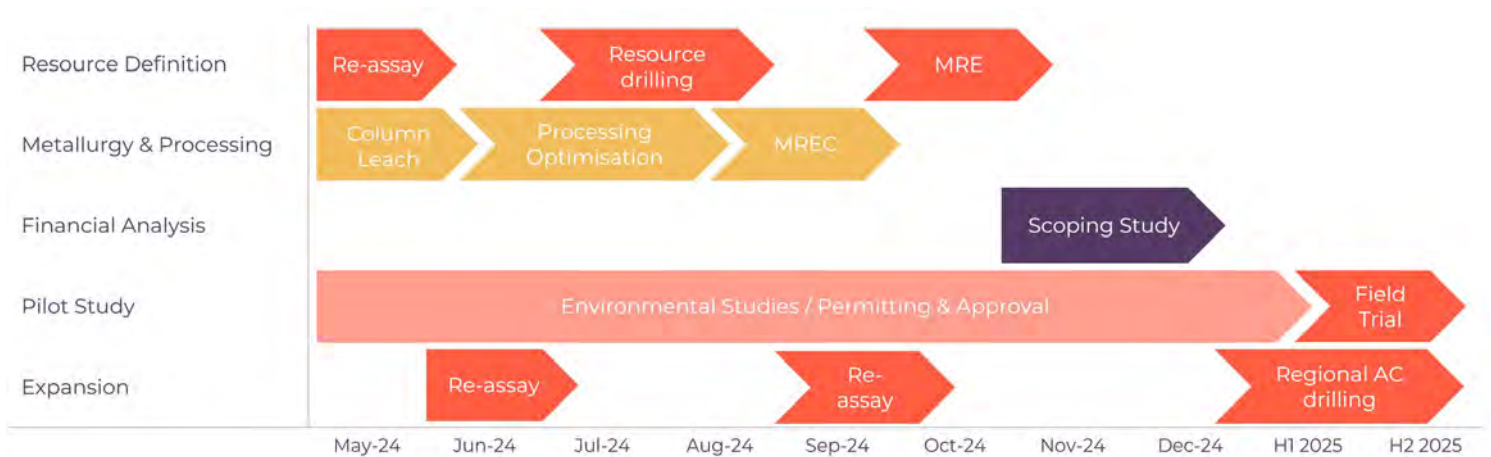 Resource Definition
Re-assay
Resource
drilling
MRE
Metallurgy & Processing
Column
Leach
Processing
Optimisation
MREC
Financial Analysis
Scoping Study
Pilot Study
Environmental Studies / Permitting & Approval
Field
Trial
Expansion
Re-assay
Re-
assay
Regional AC
drilling
May-24 Jun-24 Jul-24 Aug-24 Sep-24 Oct-24 Nov-24 Dec-24 H1 2025 H2 2025